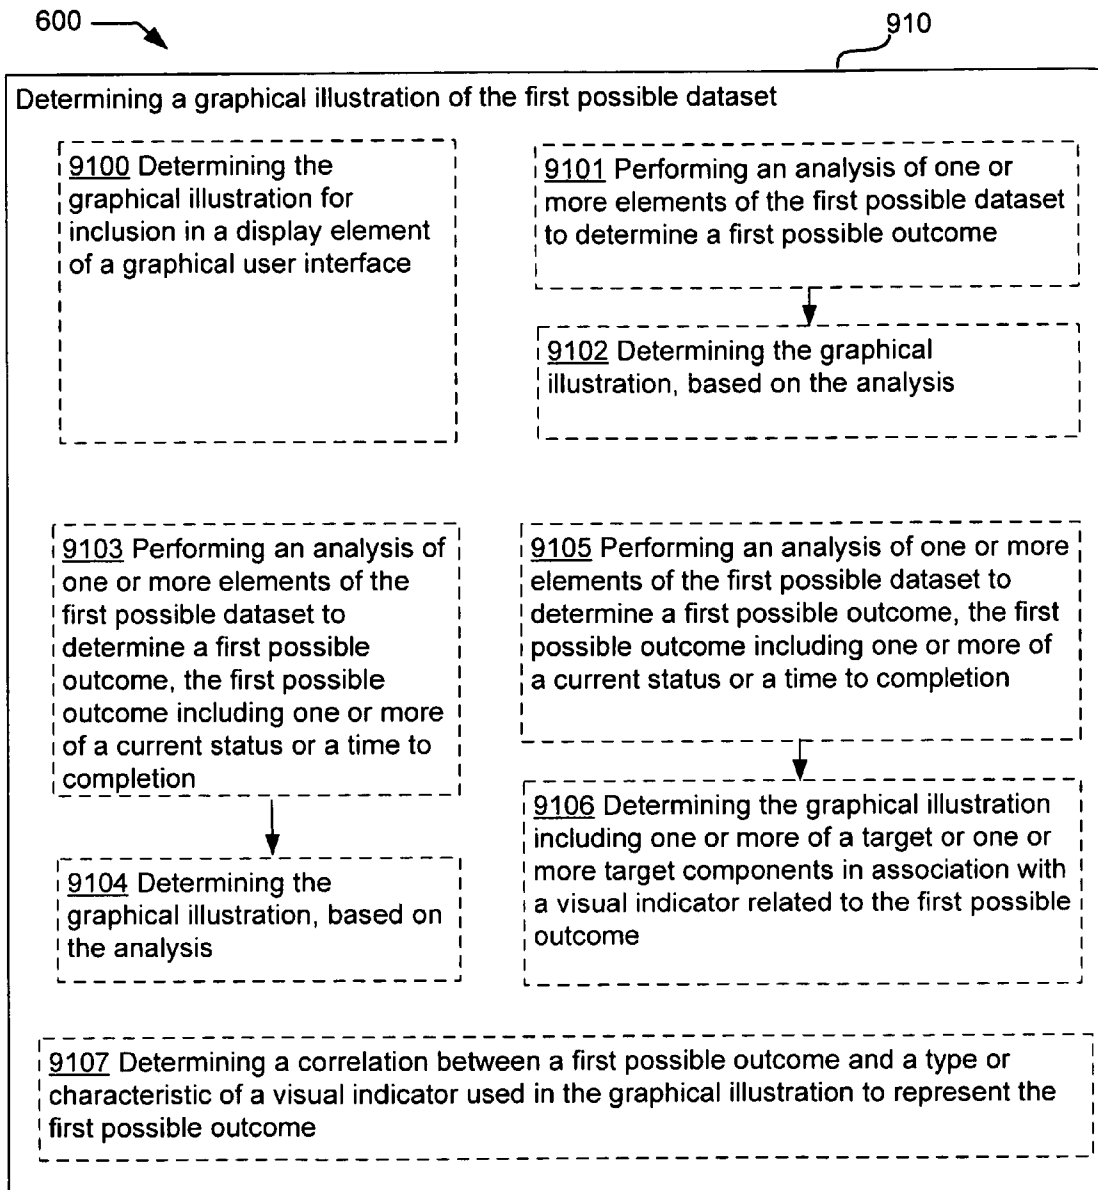 600
910
Determining a graphical illustration of the first possible dataset
9100 Determining the
graphical illustration for
inclusion in a display element
of a graphical user interface
9101 Performing an analysis of one or
more elements of the first possible dataset
to determine a first possible outcome
9102 Determining the graphical
illustration, based on the analysis
9103 Performing an analysis of
one or more elements of the
first possible dataset to
determine a first possible
outcome, the first possible
outcome including one or more
of a current status or a time to
completion
9104 Determining the
graphical illustration, based on
the analysis
9105 Performing an analysis of one or more
elements of the first possible dataset to
determine a first possible outcome, the first
possible outcome including one or more of
a current status or a time to completion
9106 Determining the graphical illustration
including one or more of a target or one or
more target components in association with
a visual indicator related to the first possible
outcome
9107 Determining a correlation between a first possible outcome and a type or
characteristic of a visual indicator used in the graphical illustration to represent the
first possible outcome